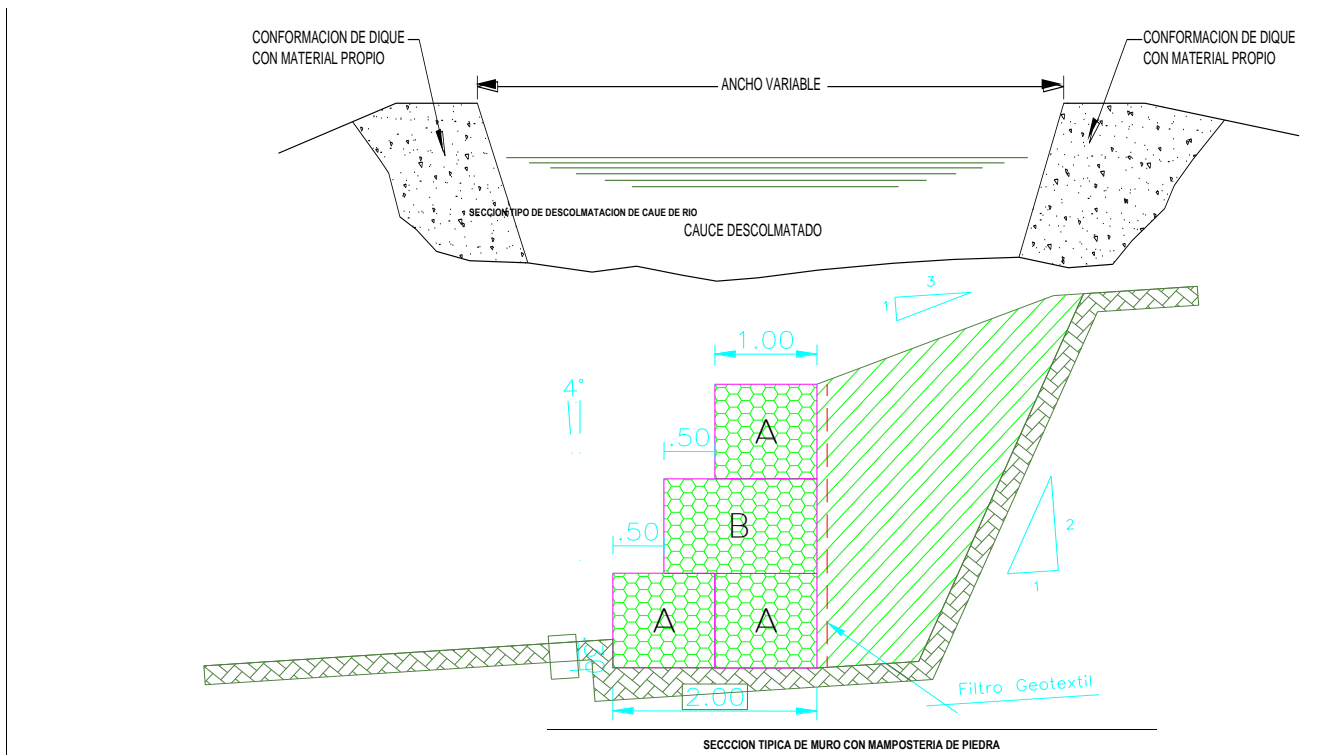 CONFORMACION DE DIQUE
CON MATERIAL PROPIO
CONFORMACION DE DIQUE
CON MATERIAL PROPIO
ANCHO VARIABLE
SECCION TIPO DE DESCOLMATACION DE CAUE DE RIO
CAUCE DESCOLMATADO
3
1
1.00
4°
.50
A
.50
B
2
1
A
A
2.00
Filtro Geotextil
SECCCION TIPICA DE MURO CON MAMPOSTERIA DE PIEDRA